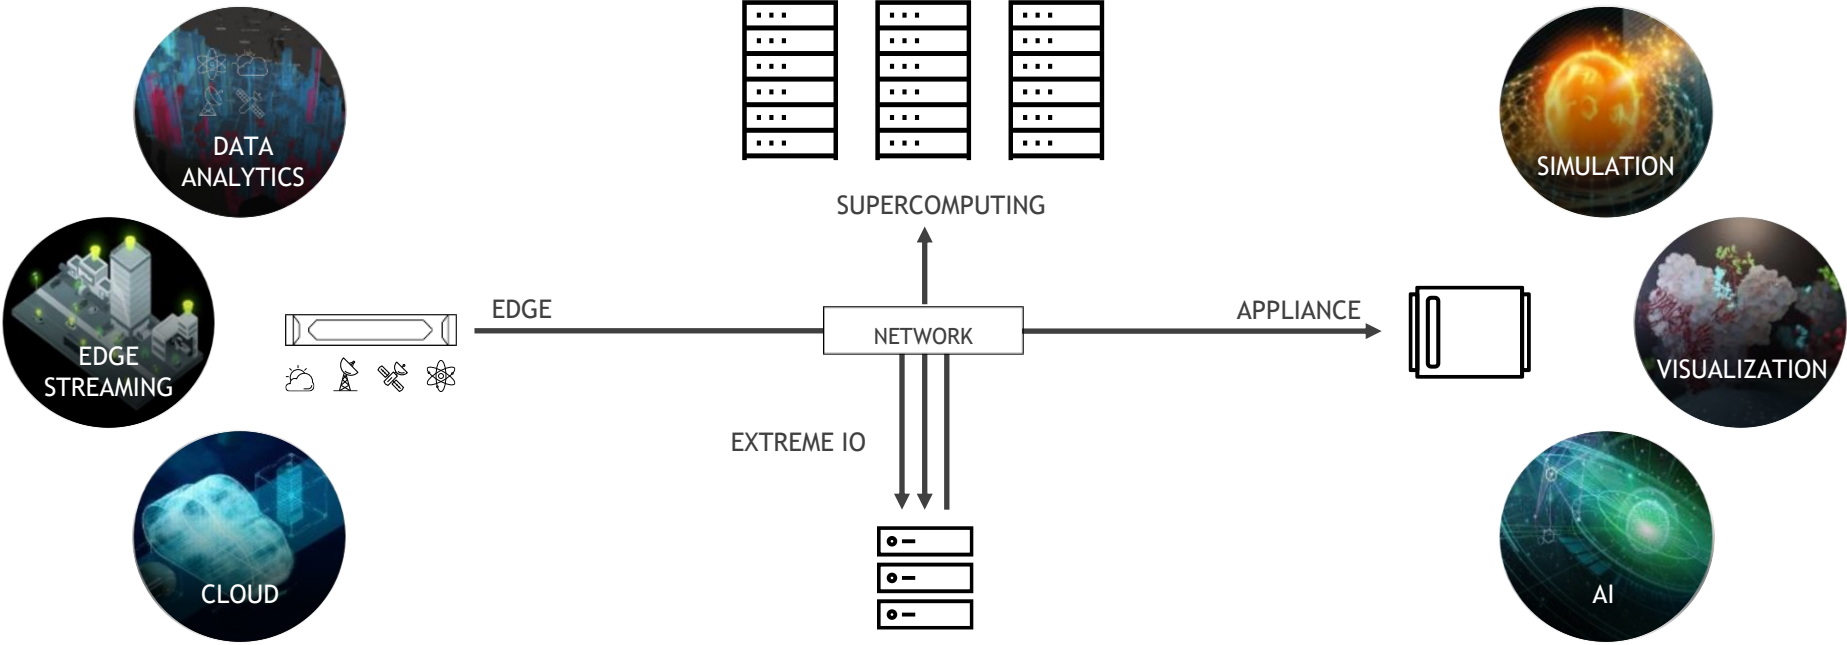 DATA
ANALYTICS
SIMULATION
SUPERCOMPUTING
EDGE
APPLIANCE
NETWORK
EDGE
STREAMING
VISUALIZATION
EXTREME IO
CLOUD
AI